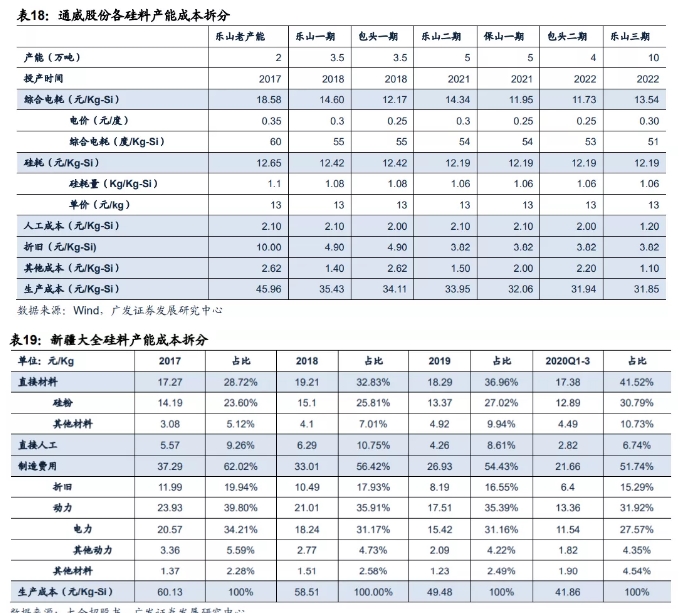 表18：通威股份各硅料产能成本拆分
乐山老产能 乐山一期 包头一期 乐山二期 保山一期 包头二期 乐山三期
产能（万吨） 2 3.5 3.5 5 5 4 10
投产时间 2017 2018 2018 2021 2021 2022 2022
综合电耗（元/Kg-Si） 18.58 14.60 12.17 14.34 11.95 11.73 13.54
电价（元/度） 0.35 0.3 0.25 0.3 0.25 0.25 0.30
综合电耗（度/Kg-Si） 60 55 55 54 54 53 51
硅耗（元/Kg-Si） 12.65 12.42 12.42 12.19 12.19 12.19 12.19
硅耗量（Kg/Kg-Si） 1.1 1.08 1.08 1.06 1.06 1.06 1.06
单价（元/kg） 13 13 13 13 13 13 13
人工成本（元/Kg-Si） 2.10 2.10 2.00 2.10 2.10 2.00 1.20
折旧（元/Kg-Si) 10.00 4.90 4.90 3.82 3.82 3.82 3.82
其他成本（元/Kg-Si） 2.62 1.40 2.62 1.50 2.00 2.20 1.10
生产成本（元/Kg-Si） 45.96 35.43 34.11 33.95 32.06 31.94 31.85
数据来源：Wind，广发证券发展研究中心
表19：新疆大全硅料产能成本拆分
单位：元/Kg 2017 占比 2018 占比 2019 占比 2020Q1-3 占比
直接材料 17.27 28.72% 19.21 32.83% 18.29 36.96% 17.38 41.52%
硅粉 14.19 23.60% 15.1 25.81% 13.37 27.02% 12.89 30.79%
其他材料 3.08 5.12% 4.1 7.01% 4.92 9.94% 4.49 10.73%
直接人工 5.57 9.26% 6.29 10.75% 4.26 8.61% 2.82 6.74%
制造费用 37.29 62.02% 33.01 56.42% 26.93 54.43% 21.66 51.74%
折旧 11.99 19.94% 10.49 17.93% 8.19 16.55% 6.4 15.29%
动力 23.93 39.80% 21.01 35.91% 17.51 35.39% 13.36 31.92%
电力 20.57 34.21% 18.24 31.17% 15.42 31.16% 11.54 27.57%
其他动力 3.36 5.59% 2.77 4.73% 2.09 4.22% 1.82 4.35%
其他材料 1.37 2.28% 1.51 2.58% 1.23 2.49% 1.90 4.54%
生产成本（元/Kg-Si） 60.13 100% 58.51 100.00% 49.48 100% 41.86 100%
数据来源：大全招股书，广发证券发展研究中心